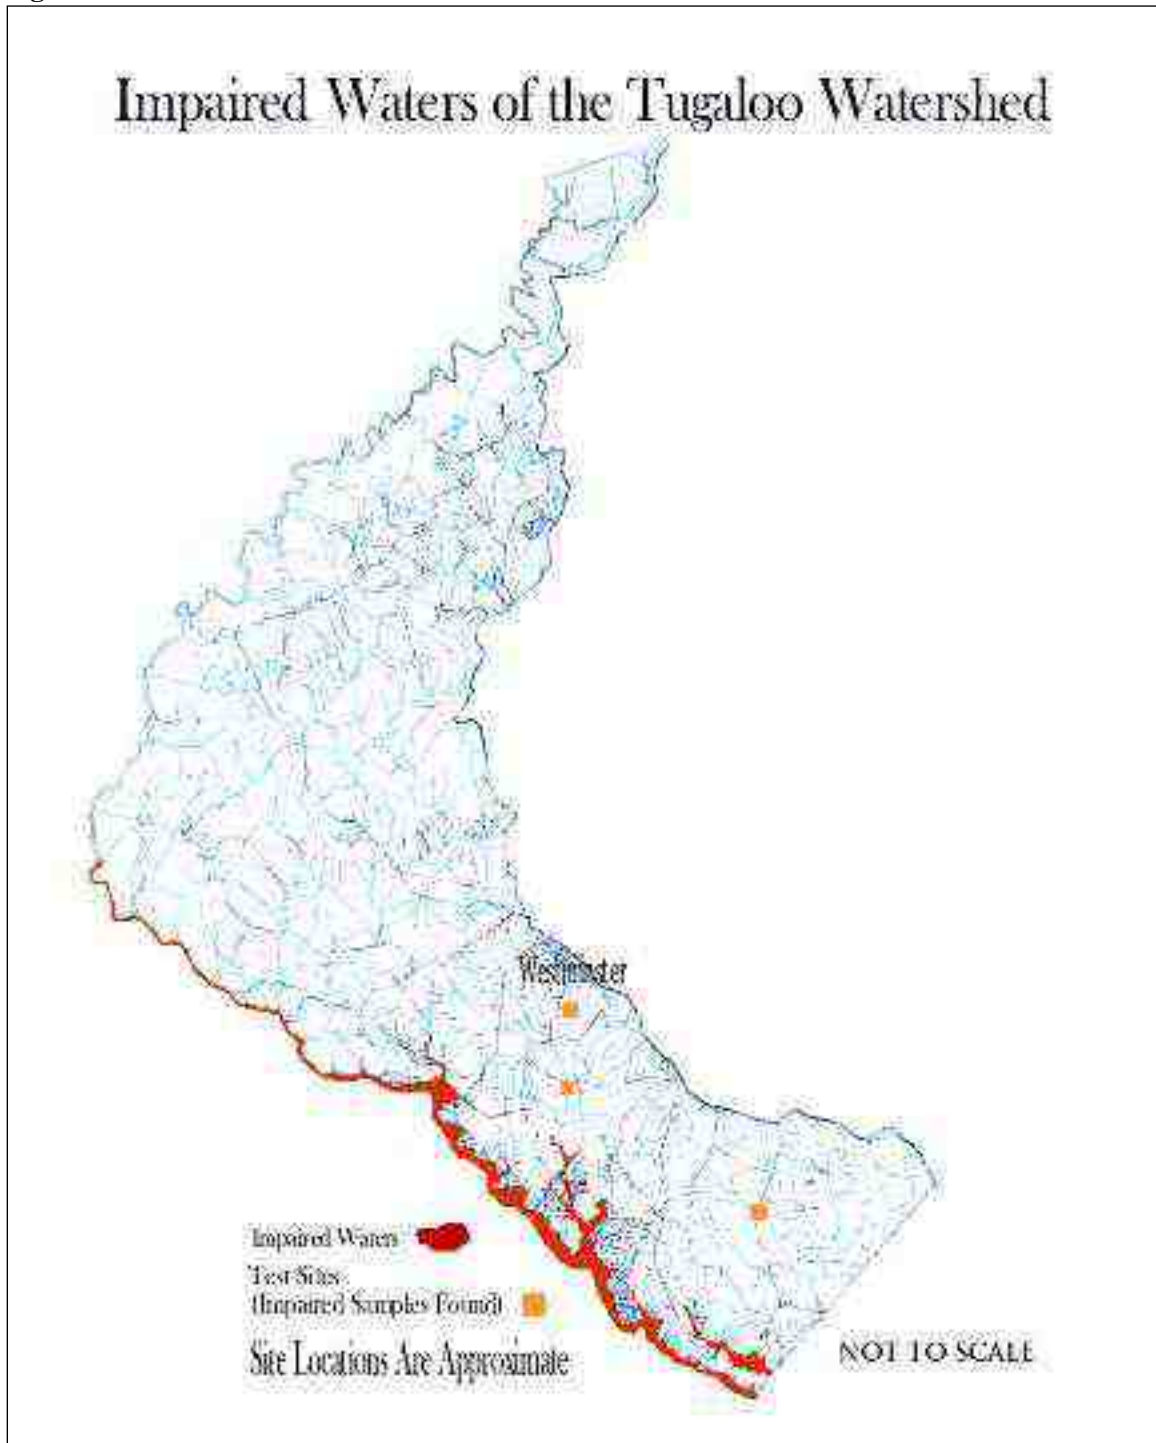 Impaired Waters of the Tugaloo Watershed
Westminster
Impaired Waters
Test Sites
(Impaired Samples Found)
Site Locations Are Approximate
NOT TO SCALE